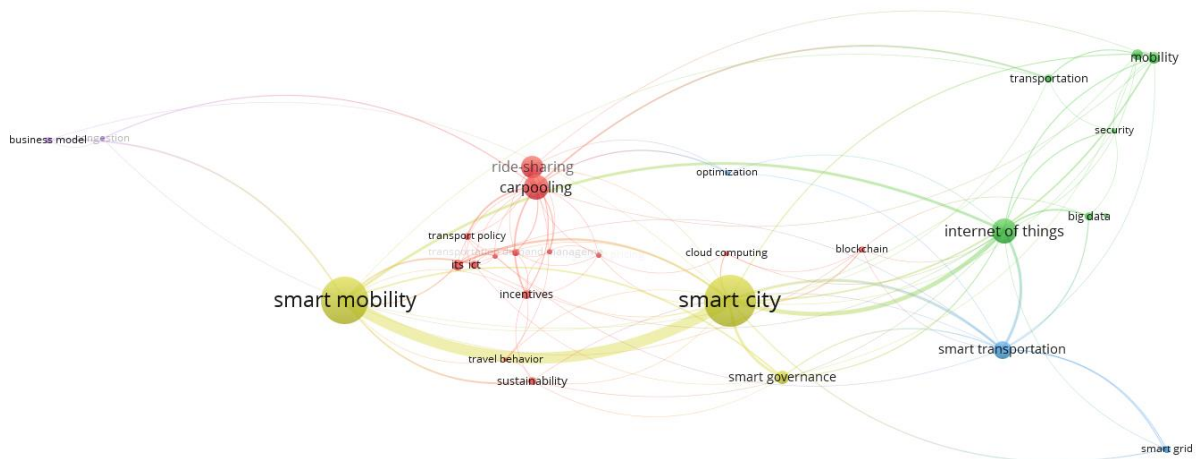 mobility
transportation
security
business model
ride-sharing
carpooling
optimization
big data
internet of things
transport policy
cloud computing
blockchain
its
ict
incentives
smart mobility
smart city
smart transportation
travel behavior
sustainability
smart governance
smart grid